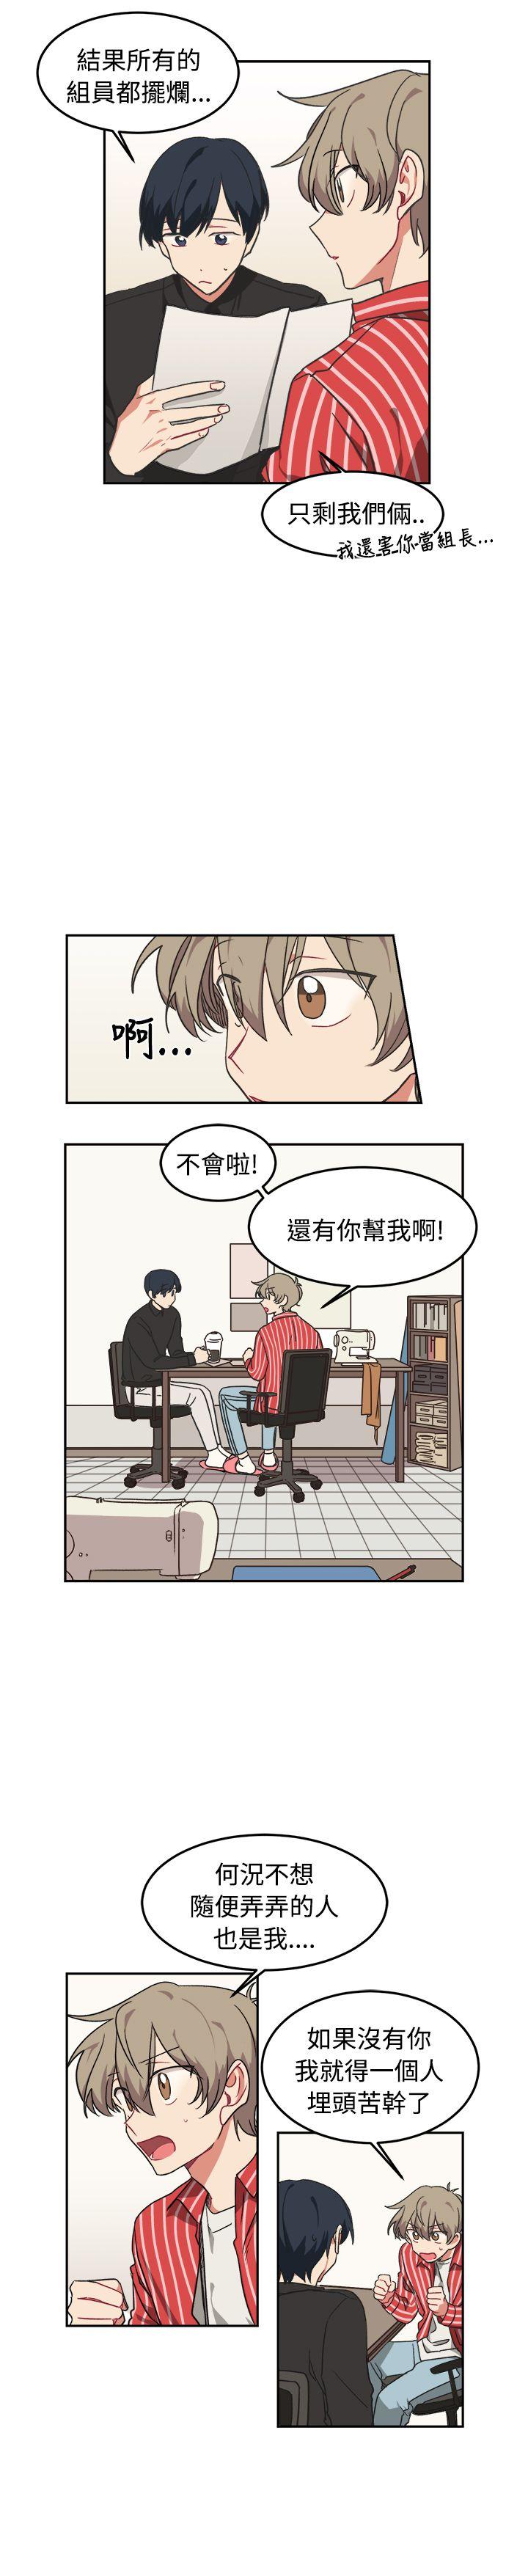 結果所有的
組員都擺爛...
只剩我們倆..
我還害你當組長...
啊...
不會啦!
還有你幫我啊!
何況不想
隨便弄弄的人
也是我....
如果沒有你
我就得一個人
埋頭苦幹了